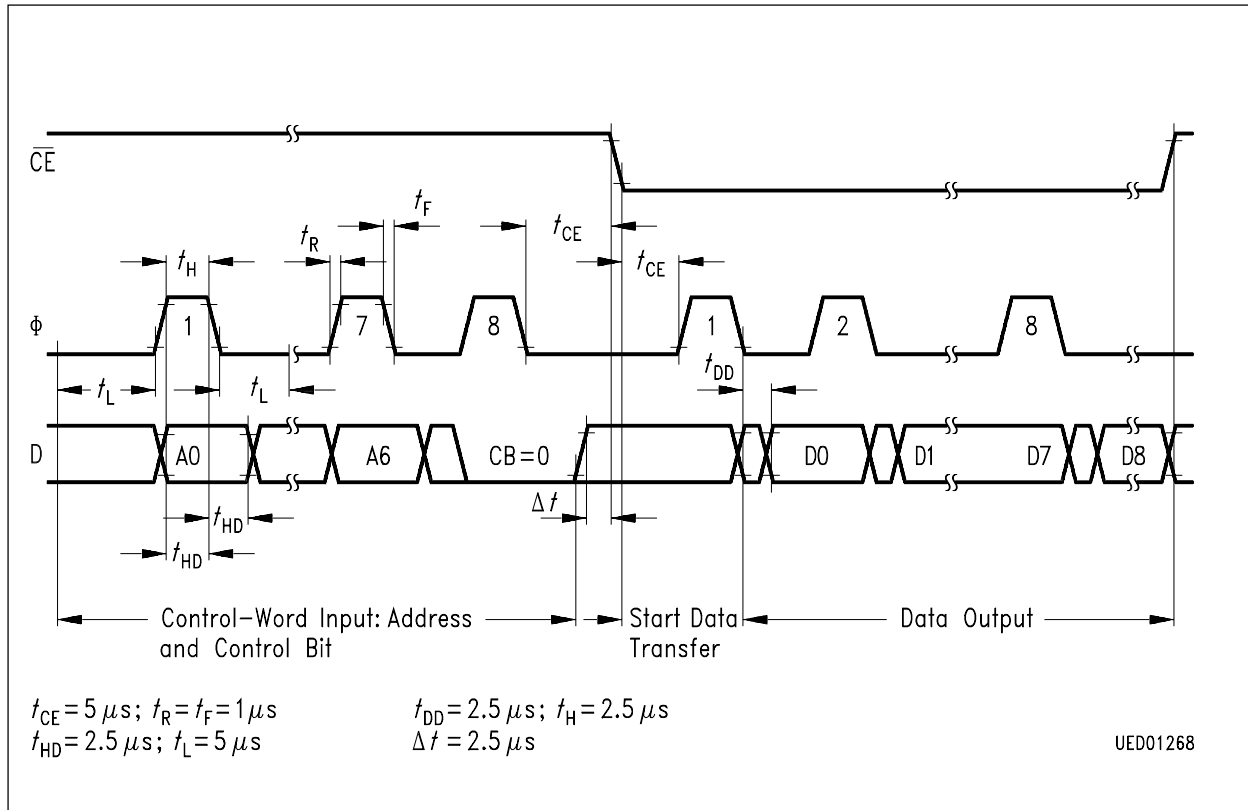 CE
t_F
t_CE
t_R
t_H
t_CE
Φ
1
7
8
1
2
8
t_DD
t_L
t_L
D
A0
A6
CB=0
D0
D1
D7
D8
Δt
t_HD
t_HD
Control-Word Input: Address
and Control Bit
Start Data
Transfer
Data Output
t_CE = 5 μs; t_R = t_F = 1 μs
t_DD = 2.5 μs; t_H = 2.5 μs
t_HD = 2.5 μs; t_L = 5 μs
Δt = 2.5 μs
UED01268